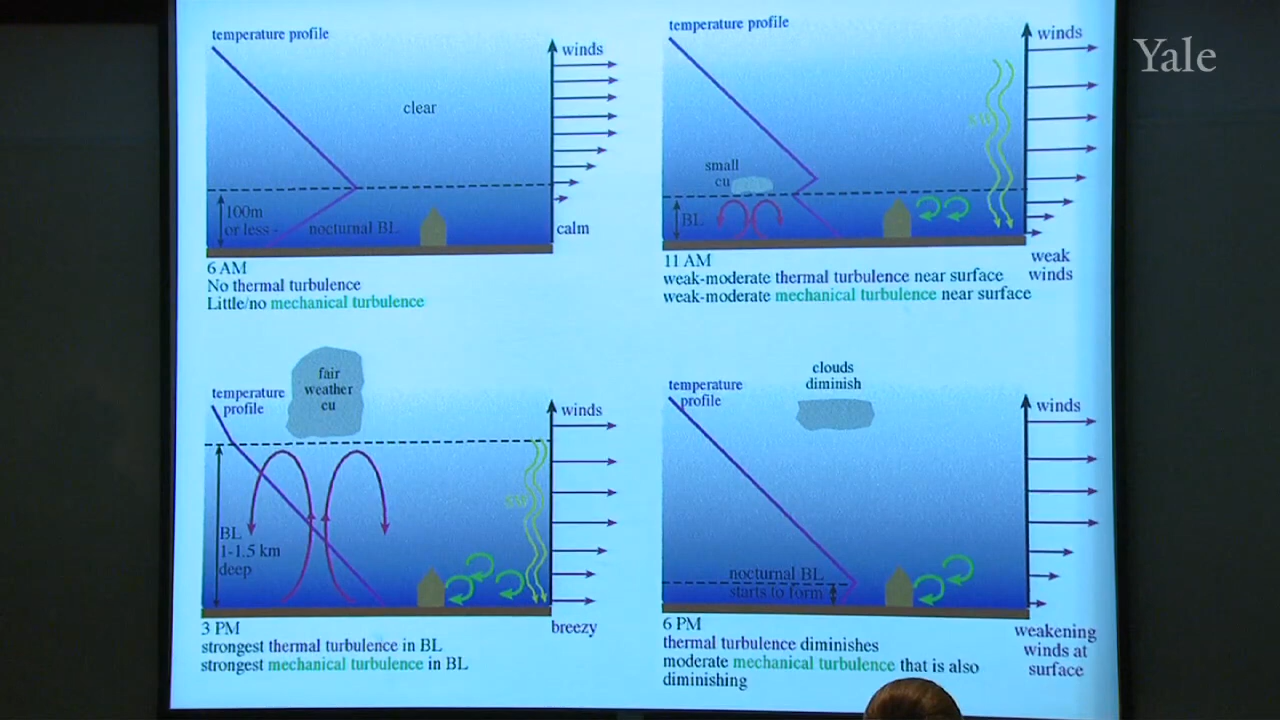 Yale
temperature profile
winds
clear
100m
or less -
nocturnal BL
calm
6 AM
No thermal turbulence
Little/no mechanical turbulence
temperature profile
winds
small
cu
BL
weak
winds
11 AM
weak-moderate thermal turbulence near surface
weak-moderate mechanical turbulence near surface
temperature
profile
fair
weather
cu
winds
BL
1-1.5 km
deep
breezy
3 PM
strongest thermal turbulence in BL
strongest mechanical turbulence in BL
temperature
profile
clouds
diminish
winds
nocturnal BL
starts to form
weakening
winds at
surface
6 PM
thermal turbulence diminishes
moderate mechanical turbulence that is also
diminishing